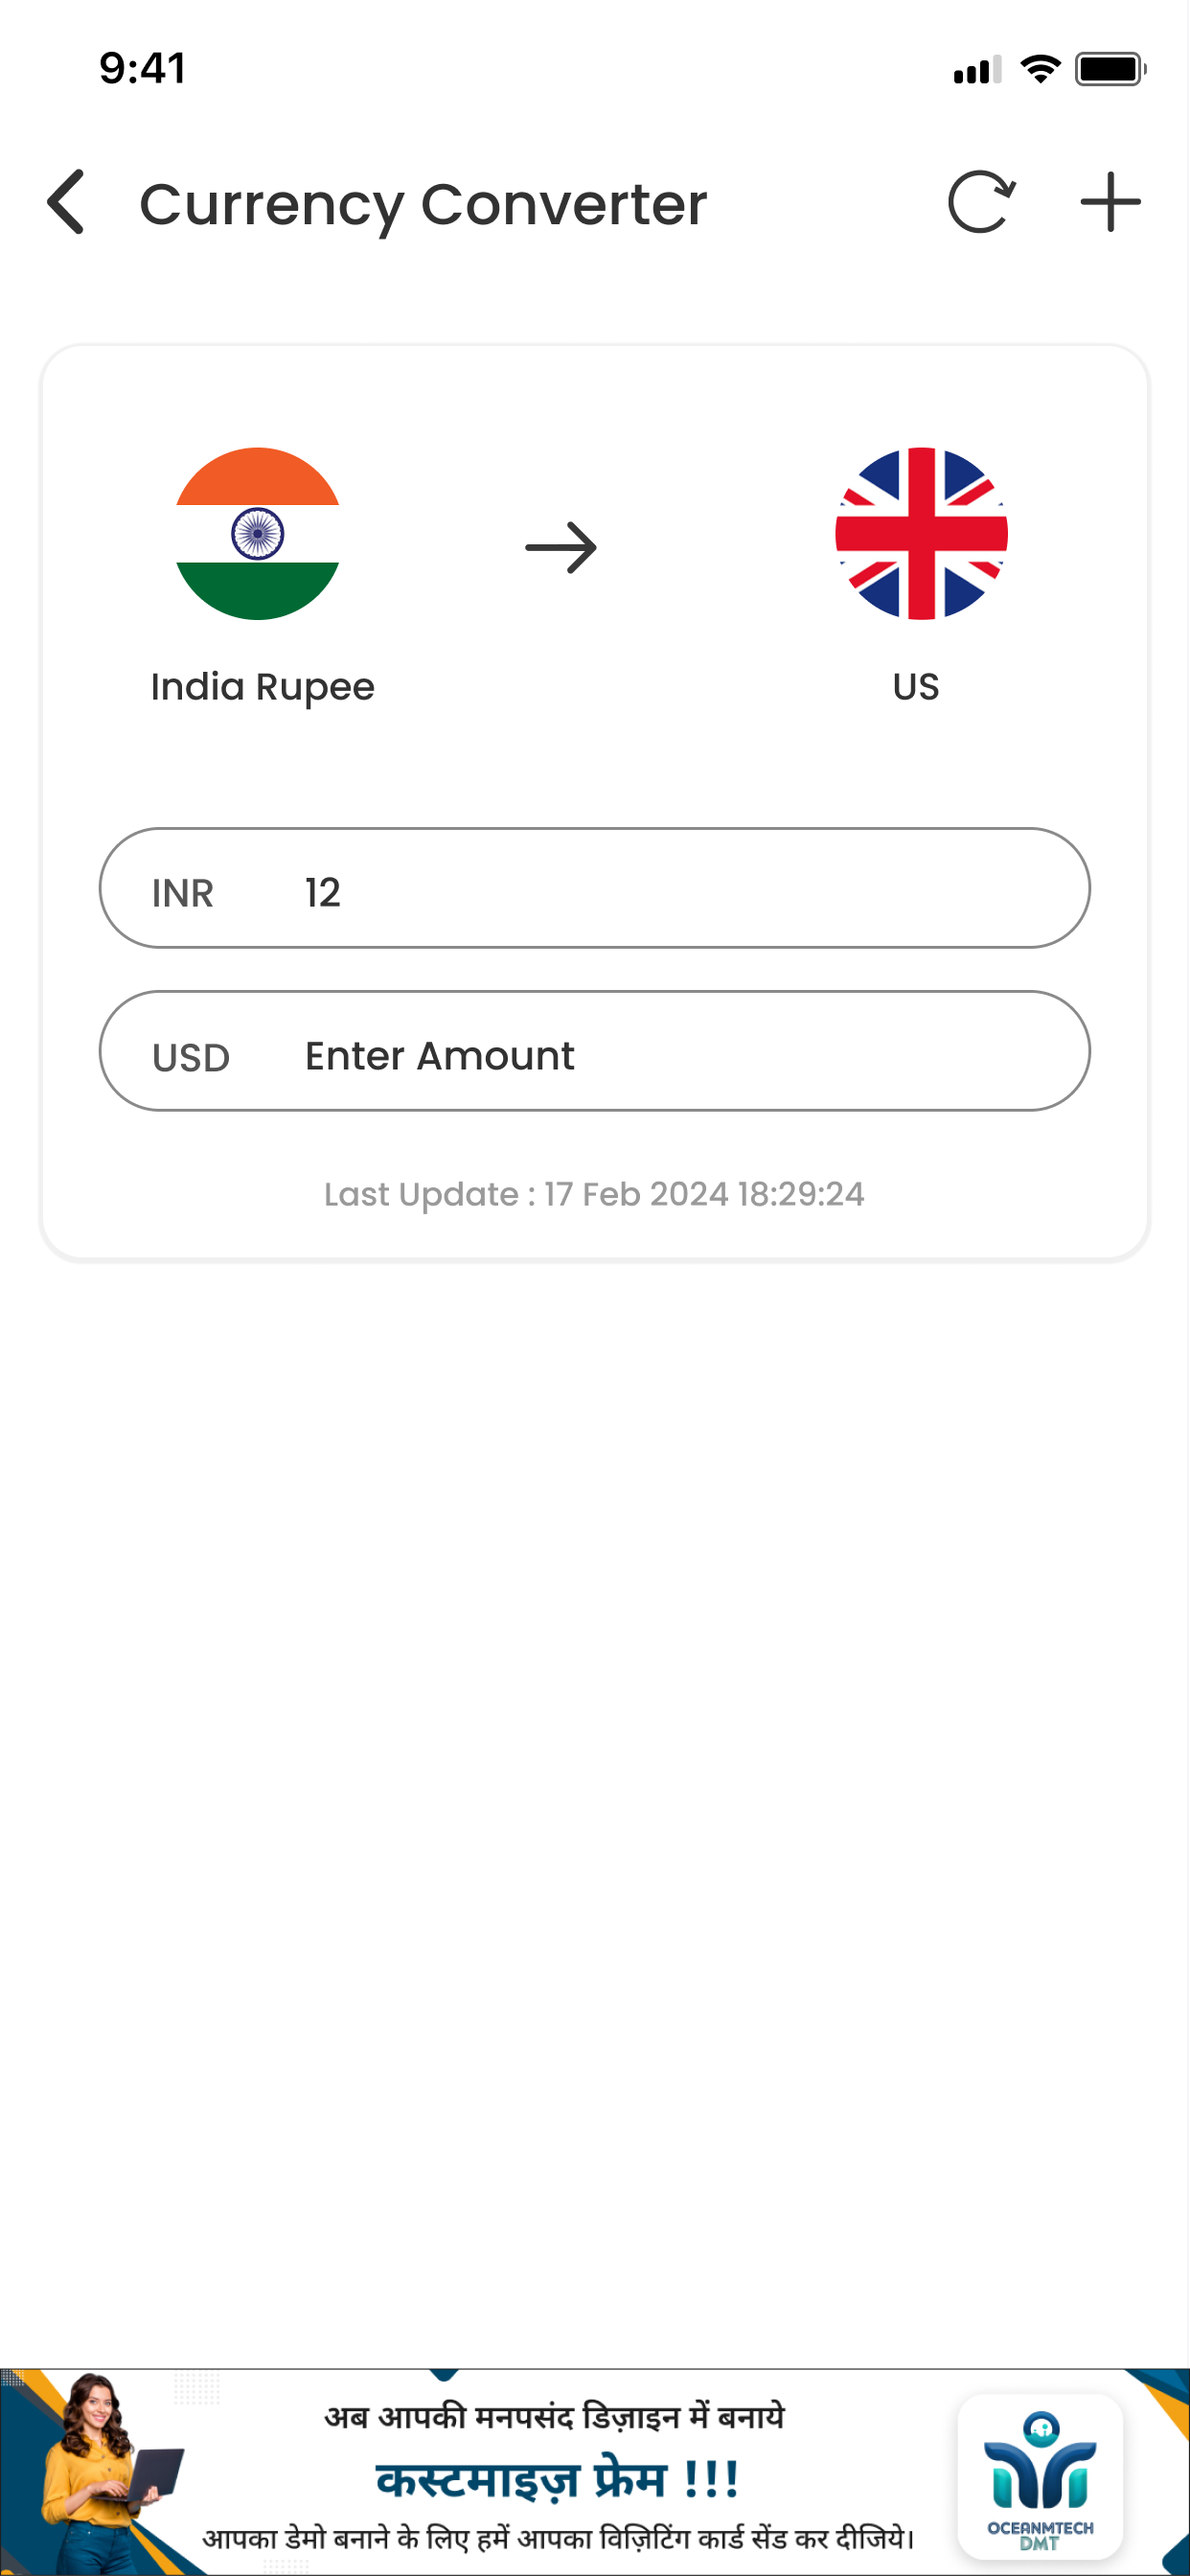 9:41
Currency Converter
India Rupee
US
INR 12
USD Enter Amount
Last Update : 17 Feb 2024 18:29:24
अब आपकी मनपसंद डिज़ाइन में बनाये
कस्टमाइज़ फ्रेम !!!
आपका डेमो बनाने के लिए हमें आपका विज़िटिंग कार्ड सेंड कर दीजिये।
OCEANMTECH
DMT